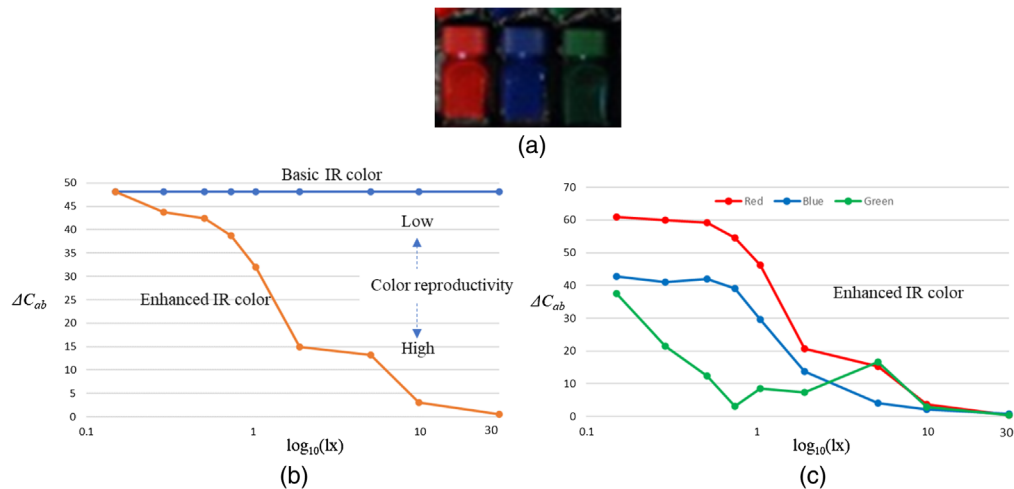 (a)
Basic IR color
50
45
40
35
30
25
20
15
10
5
0
ΔCab
Low
Color reproductivity
High
Enhanced IR color
0.1
1
10
30
log10(lx)
(b)
70
60
50
40
30
20
10
0
ΔCab
Red Blue Green
Enhanced IR color
0.1
1
10
30
log10(lx)
(c)